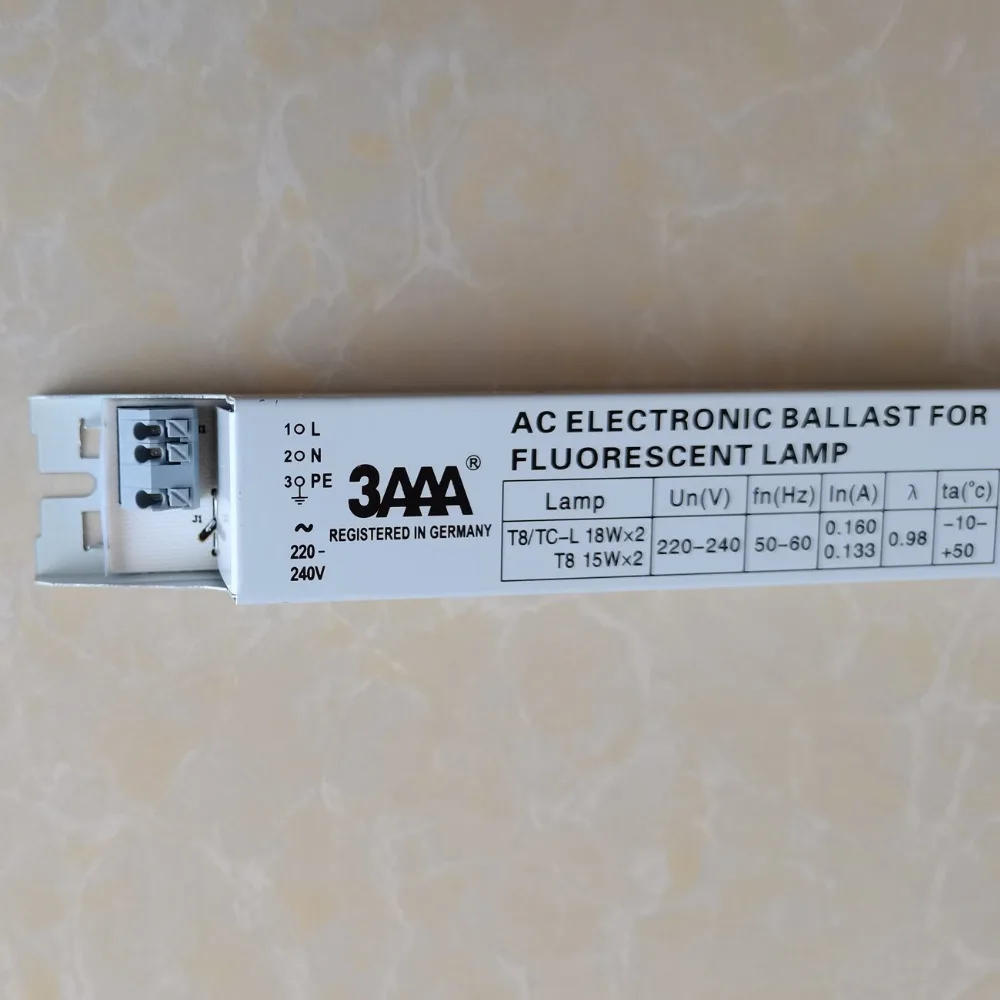 1 L
2 N
3 PE
~
220-
240V
3AAA®
REGISTERED IN GERMANY
J1
AC ELECTRONIC BALLAST FOR
FLUORESCENT LAMP
Lamp Un(V) fn(Hz) In(A) λ ta(°c)
T8/TC-L 18W×2 220-240 50-60 0.160 0.98 -10-
T8 15W×2 0.133 +50